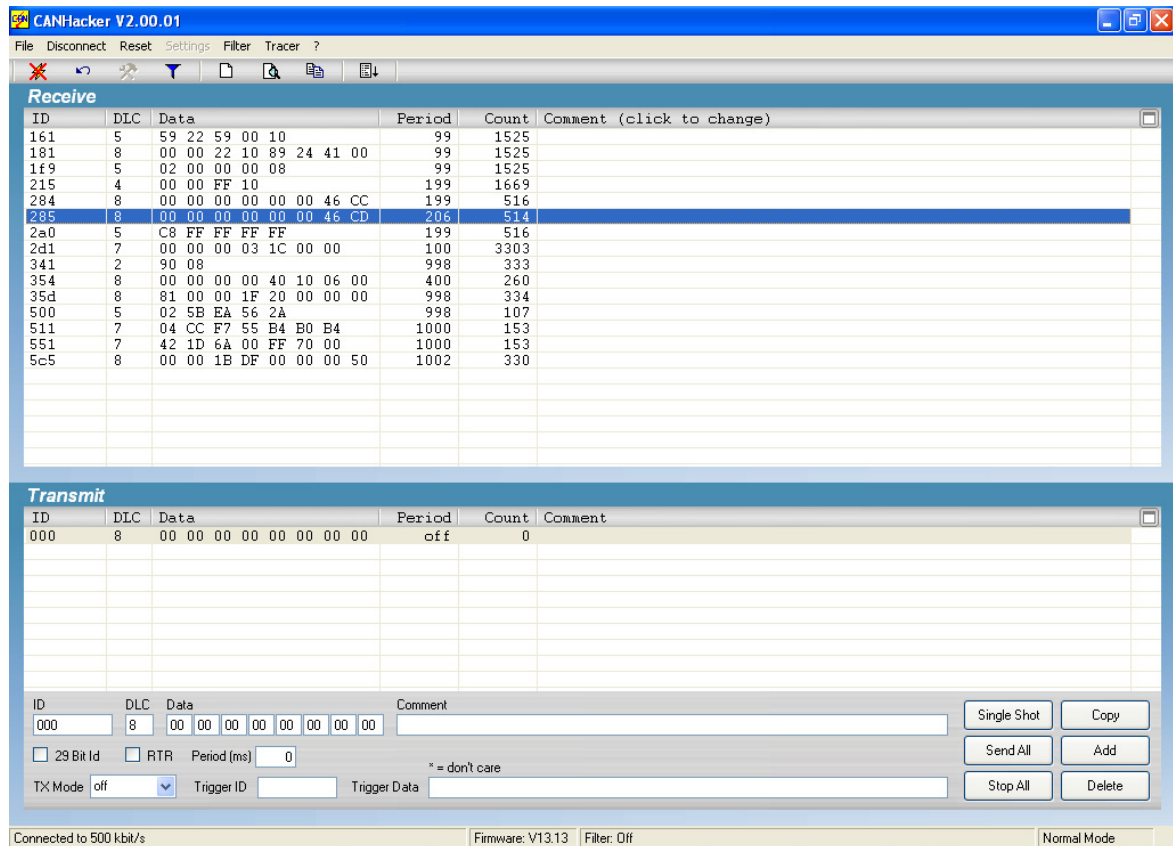 CAN CANHacker V2.00.01
File Disconnect Reset Settings Filter Tracer ?
Receive
ID DLC Data Period Count Comment (click to change)
161 5 59 22 59 00 10 99 1525
181 8 00 00 22 10 89 24 41 00 99 1525
1f9 5 02 00 00 00 08 99 1525
215 4 00 00 FF 10 199 1669
284 8 00 00 00 00 00 00 46 CC 199 516
285 8 00 00 00 00 00 00 46 CD 206 514
2a0 5 C8 FF FF FF FF 199 516
2d1 7 00 00 00 03 1C 00 00 100 3303
341 2 90 08 998 333
354 8 00 00 00 00 40 10 06 00 400 260
35d 8 81 00 00 1F 20 00 00 00 998 334
500 5 02 5B EA 56 2A 998 107
511 7 04 CC F7 55 B4 B0 B4 1000 153
551 7 42 1D 6A 00 FF 70 00 1000 153
5c5 8 00 00 1B DF 00 00 00 50 1002 330
Transmit
ID DLC Data Period Count Comment
000 8 00 00 00 00 00 00 00 00 off 0
ID DLC Data Comment
000 8 00 00 00 00 00 00 00 00 Single Shot Copy
29 Bit Id RTR Period (ms) 0 * = don't care Send All Add
TX Mode off Trigger ID Trigger Data Stop All Delete
Connected to 500 kbit/s Firmware: V13.13 Filter: Off Normal Mode